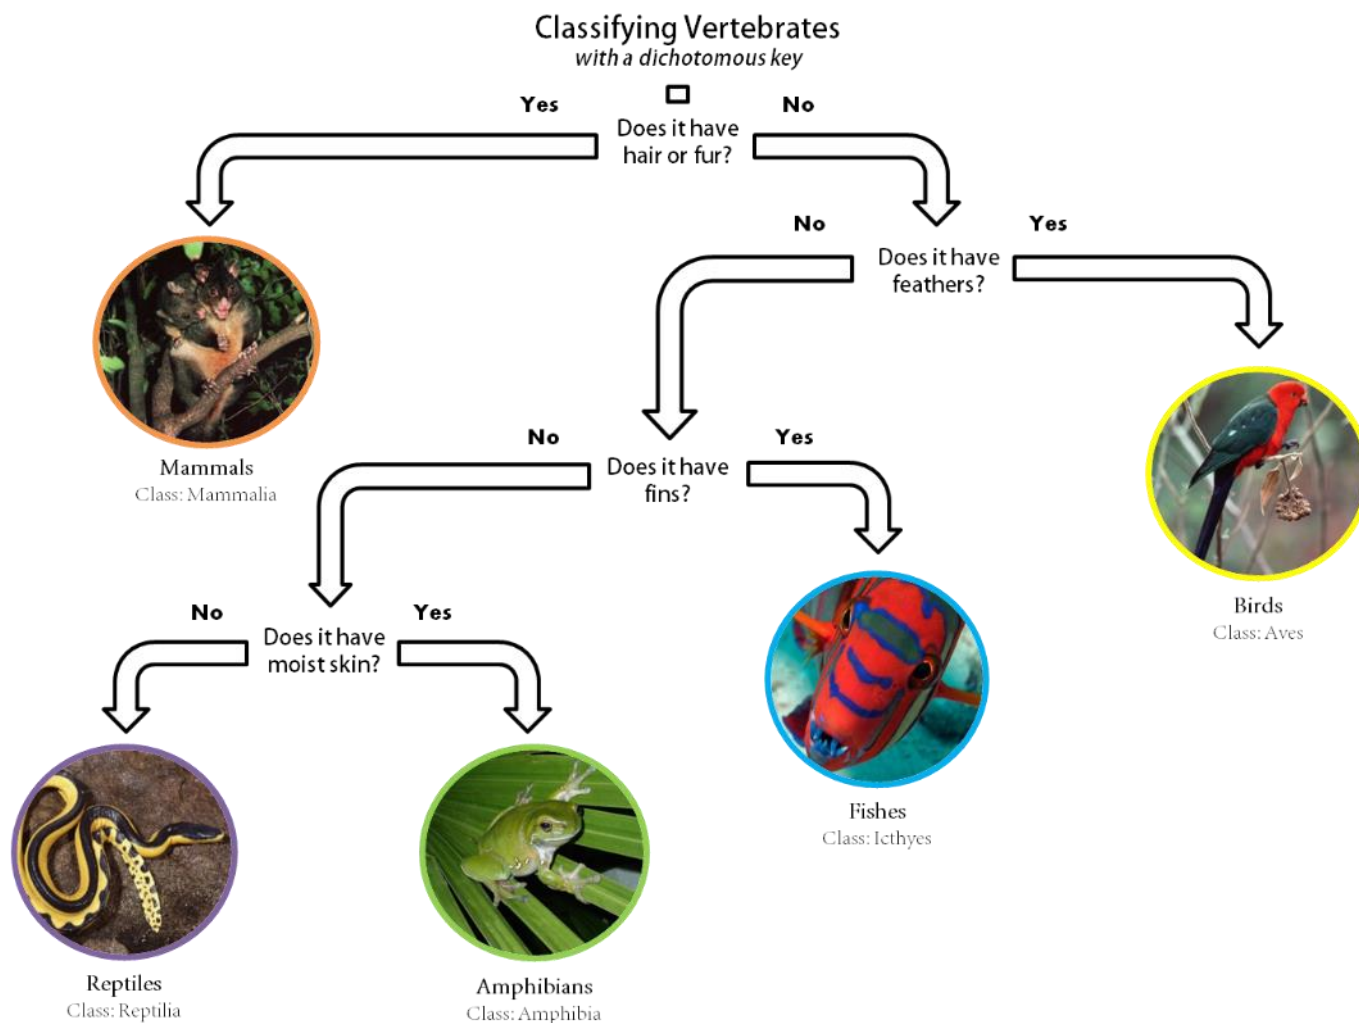 Classifying Vertebrates
with a dichotomous key
Yes
No
Does it have
hair or fur?
No
Yes
Does it have
feathers?
Mammals
Class: Mammalia
No
Yes
Does it have
fins?
Birds
Class: Aves
No
Yes
Does it have
moist skin?
Fishes
Class: Icthyes
Reptiles
Class: Reptilia
Amphibians
Class: Amphibia